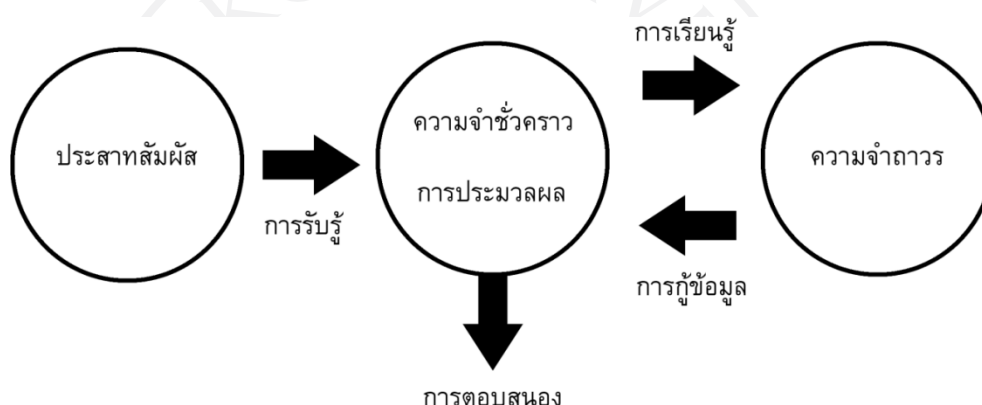 ประสาทสัมผัส
การรับรู้
ความจำชั่วคราว
การประมวลผล
การเรียนรู้
การกู้ข้อมูล
ความจำถาวร
การตอบสนอง